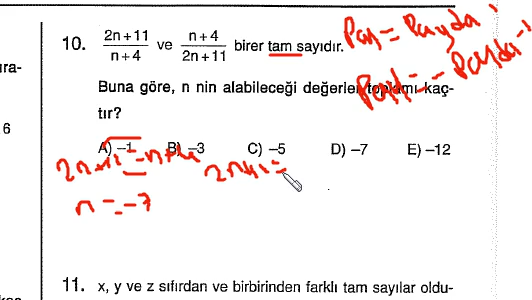 10. 2n+11 / n+4 ve n+4 / 2n+11 birer tam sayıdır.
Pay = Payda
Pay = - Payda
ıra-
Buna göre, n nin alabileceği değerler toplamı kaç-
tır?
6
A) –1 B) –3 C) –5 D) –7 E) –12
2n+11 = n+4
2n+11 =
n = -7
11. x, y ve z sıfırdan ve birbirinden farklı tam sayılar oldu-